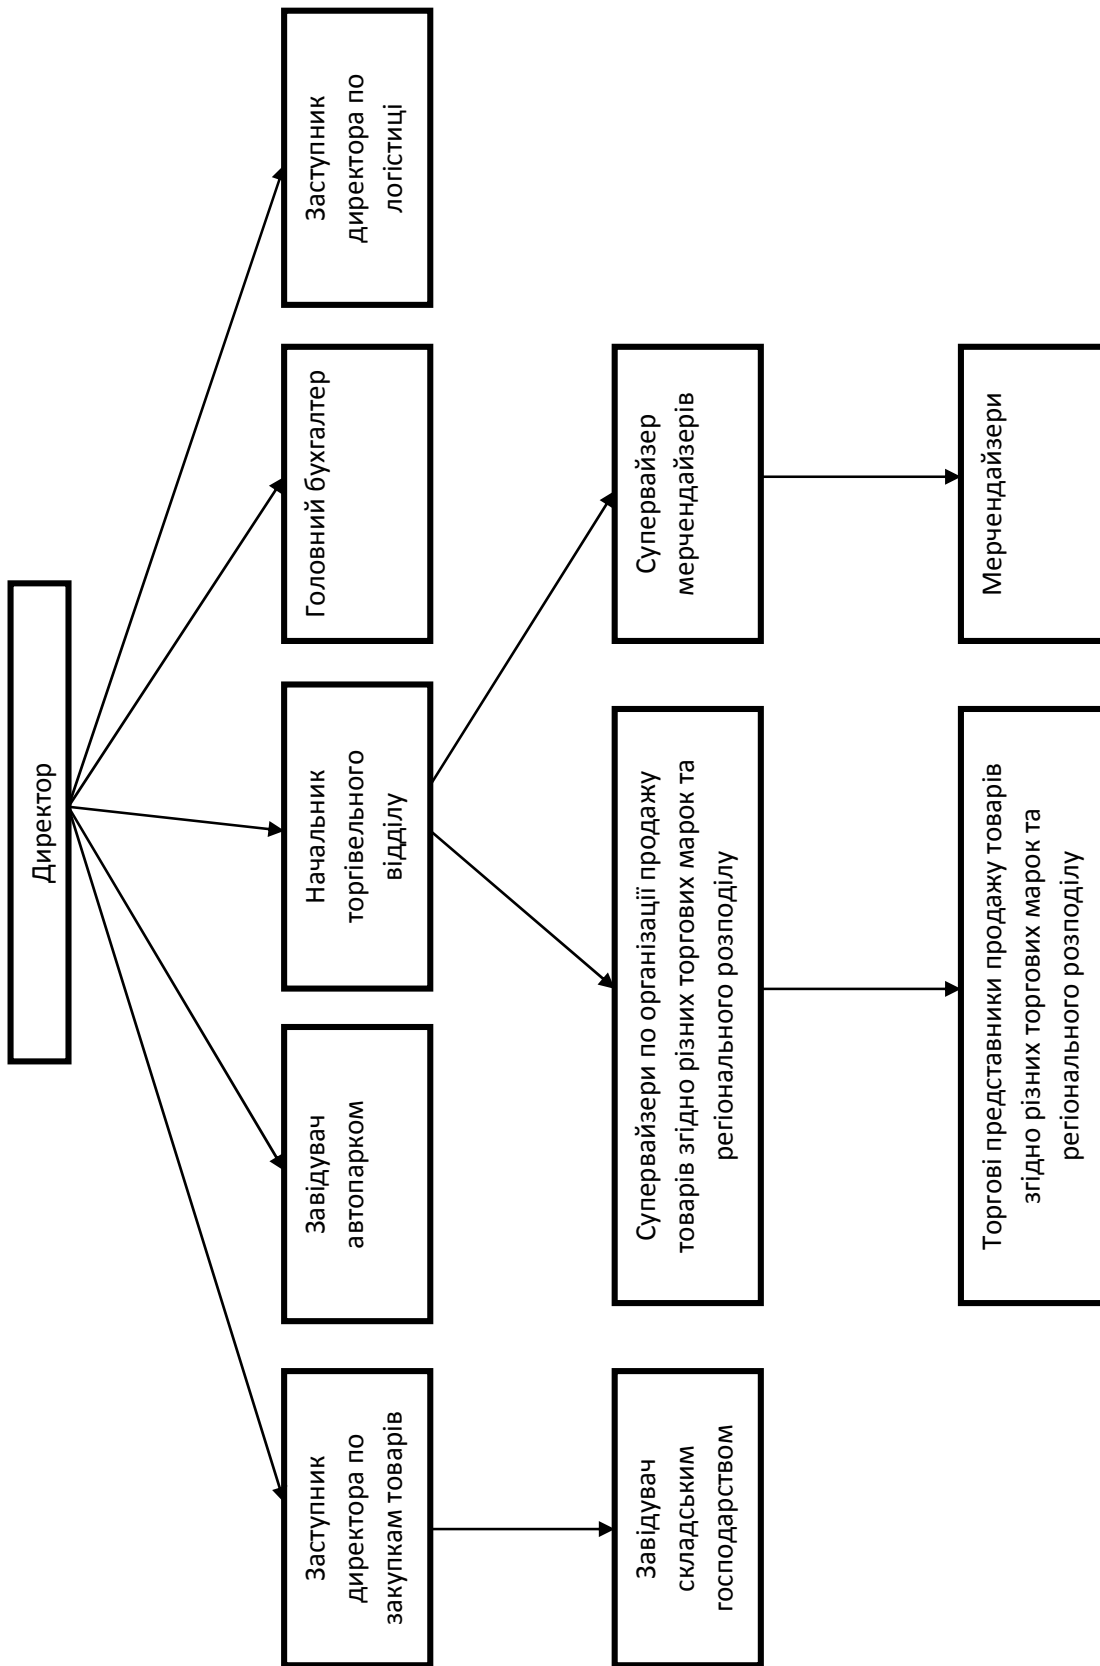 Директор
Заступник
директора по
закупкам товарів
Завідувач
автопарком
Начальник
торгівельного
відділу
Головний бухгалтер
Заступник
директора по
логістиці
Завідувач
складським
господарством
Супервайзери по організації продажу
товарів згідно різних торгових марок та
регіонального розподілу
Супервайзер
мерчендайзерів
Торгові представники продажу товарів
згідно різних торгових марок та
регіонального розподілу
Мерчендайзери